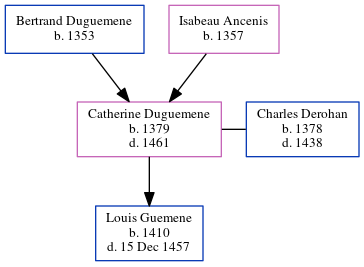 Bertrand Duguemene
b. 1353
Isabeau Ancenis
b. 1357
Catherine Duguemene
b. 1379
d. 1461
Charles Derohan
b. 1378
d. 1438
Louis Guemene
b. 1410
d. 15 Dec 1457